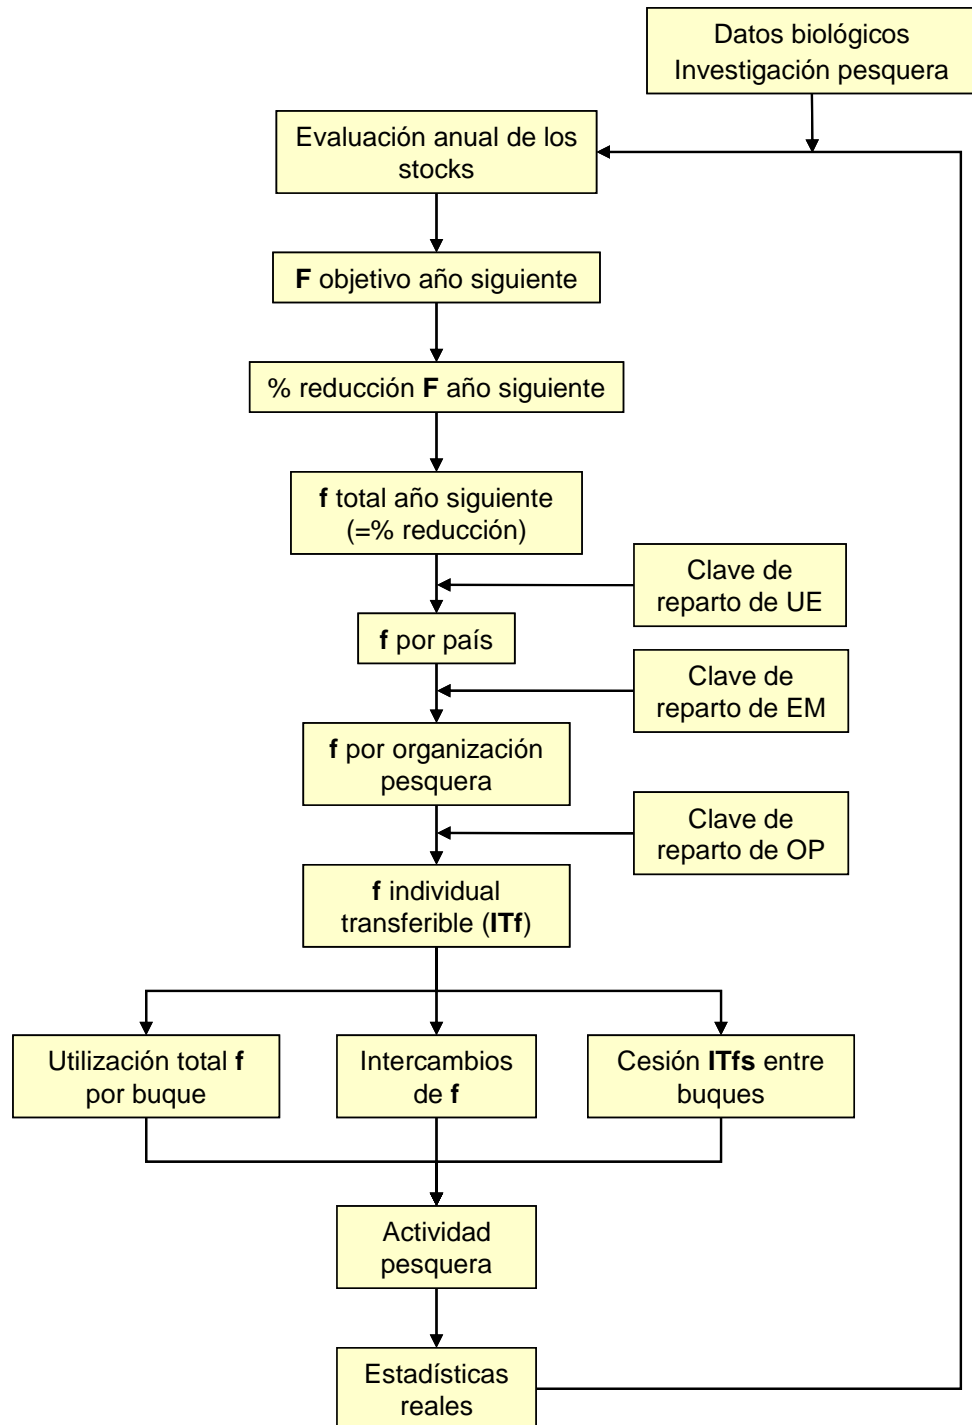 Datos biológicos
Investigación pesquera
Evaluación anual de los
stocks
F objetivo año siguiente
% reducción F año siguiente
f total año siguiente
(=% reducción)
Clave de
reparto de UE
f por país
Clave de
reparto de EM
f por organización
pesquera
Clave de
reparto de OP
f individual
transferible (ITf)
Utilización total f
por buque
Intercambios
de f
Cesión ITfs entre
buques
Actividad
pesquera
Estadísticas
reales